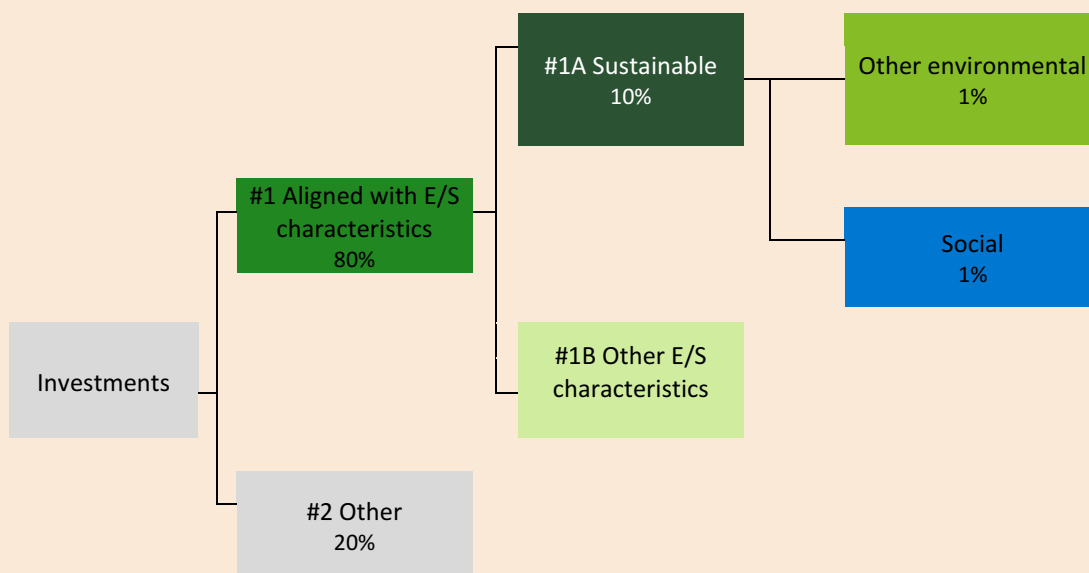 #1A Sustainable
10%
Other environmental
1%
#1 Aligned with E/S
characteristics
80%
Social
1%
Investments
#1B Other E/S
characteristics
#2 Other
20%